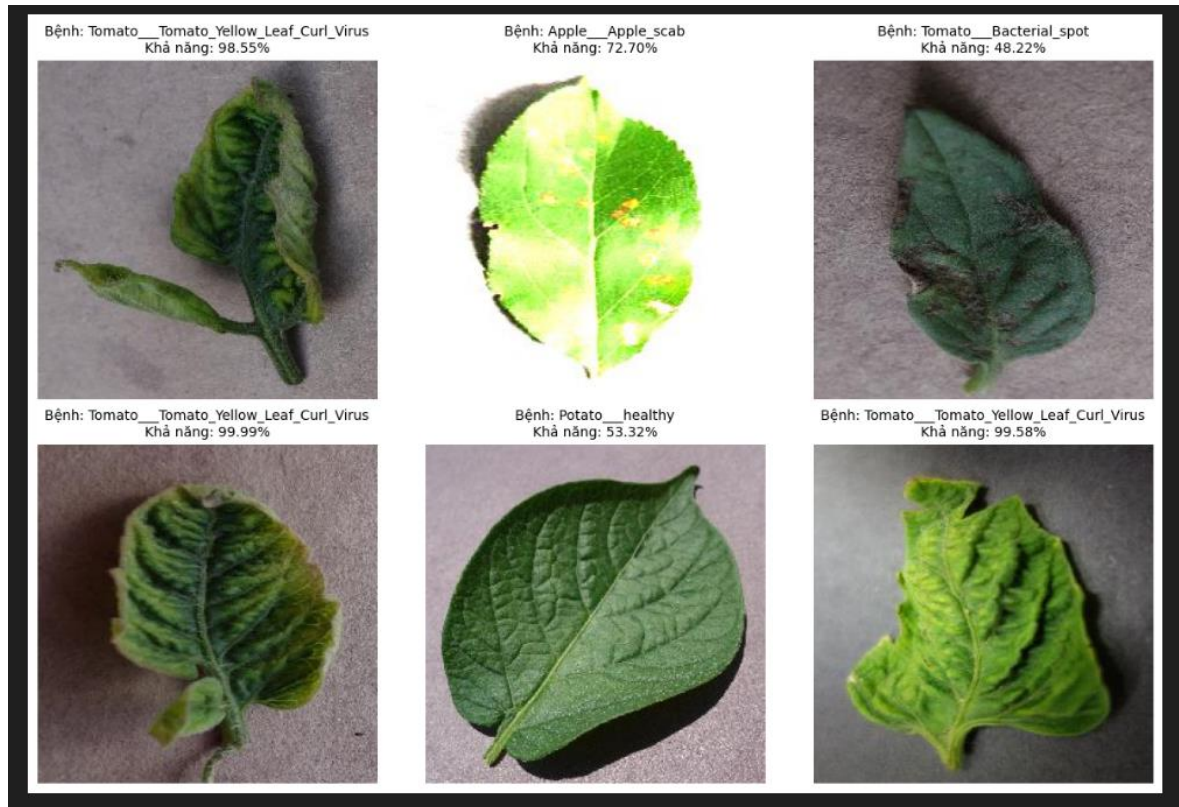 Bệnh: Tomato___Tomato_Yellow_Leaf_Curl_Virus
Khả năng: 98.55%
Bệnh: Apple___Apple_scab
Khả năng: 72.70%
Bệnh: Tomato___Bacterial_spot
Khả năng: 48.22%
Bệnh: Tomato___Tomato_Yellow_Leaf_Curl_Virus
Khả năng: 99.99%
Bệnh: Potato___healthy
Khả năng: 53.32%
Bệnh: Tomato___Tomato_Yellow_Leaf_Curl_Virus
Khả năng: 99.58%